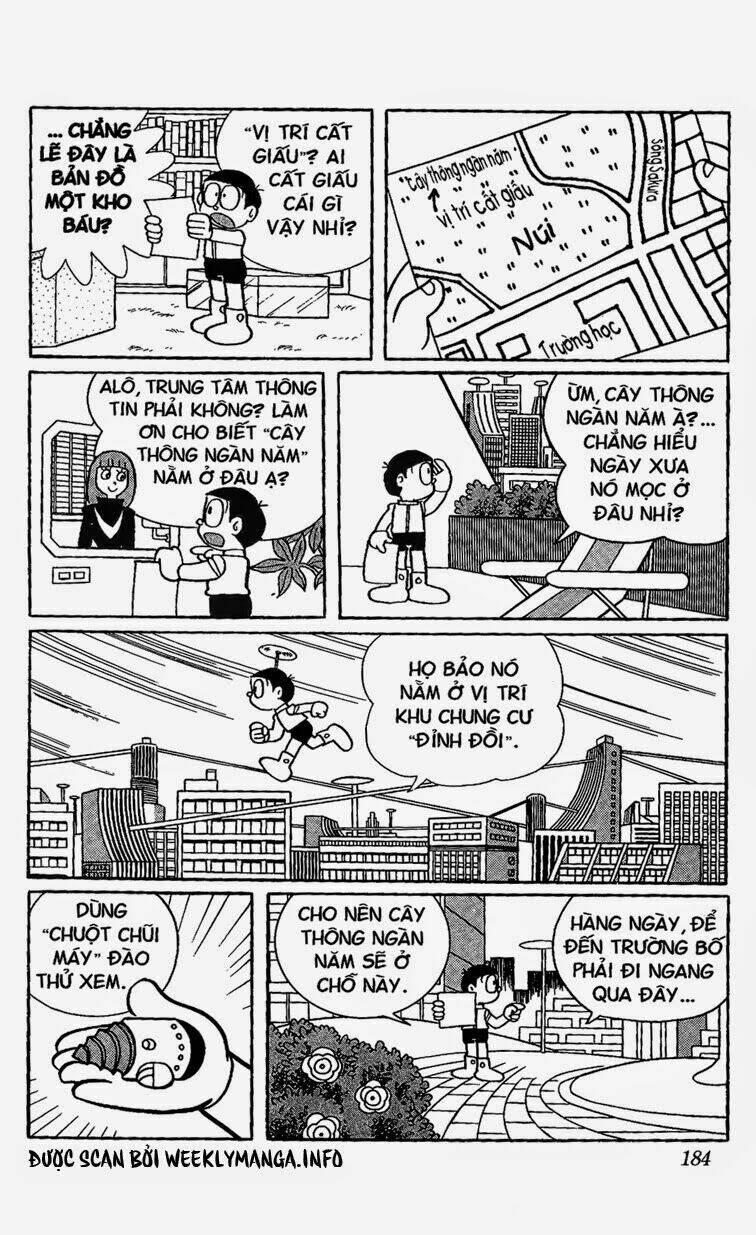 ... CHẲNG
LẼ ĐÂY LÀ
BẢN ĐỒ
MỘT KHO
BÁU?
"VỊ TRÍ CẤT
GIẤU"? AI
CẤT GIẤU
CÁI GÌ
VẬY NHỈ?
"Cây thông ngàn năm"
vị trí cất giấu
Núi
Sông Sakura
Trường học
ALÔ, TRUNG TÂM THÔNG
TIN PHẢI KHÔNG? LÀM
ƠN CHO BIẾT "CÂY
THÔNG NGÀN NĂM"
NẰM Ở ĐÂU Ạ?
ỪM, CÂY THÔNG
NGÀN NĂM À?...
CHẲNG HIỂU
NGÀY XƯA
NÓ MỌC Ở
ĐÂU NHỈ?
HỌ BẢO NÓ
NẰM Ở VỊ TRÍ
KHU CHUNG CƯ
"ĐỈNH ĐỒI".
DÙNG
"CHUỘT CHŨI
MÁY" ĐÀO
THỬ XEM.
CHO NÊN CÂY
THÔNG NGÀN
NĂM SẼ Ở
CHỖ NÀY.
HÀNG NGÀY, ĐỂ
ĐẾN TRƯỜNG BỐ
PHẢI ĐI NGANG
QUA ĐÂY...
ĐƯỢC SCAN BỞI WEEKLYMANGA.INFO
184